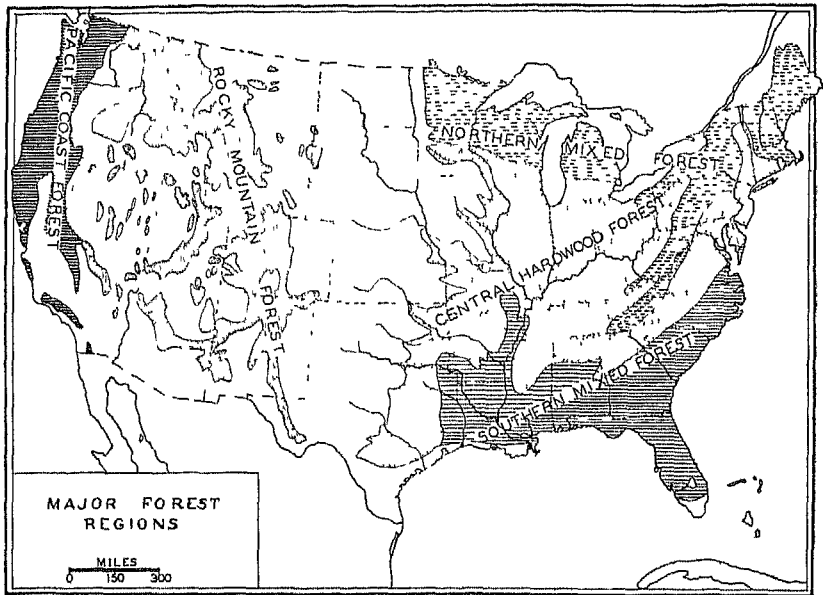 PACIFIC COAST FOREST
ROCKY MOUNTAIN FOREST
NORTHERN MIXED FOREST
CENTRAL HARDWOOD FOREST
SOUTHERN MIXED FOREST
MAJOR FOREST
REGIONS
MILES
0 150 300